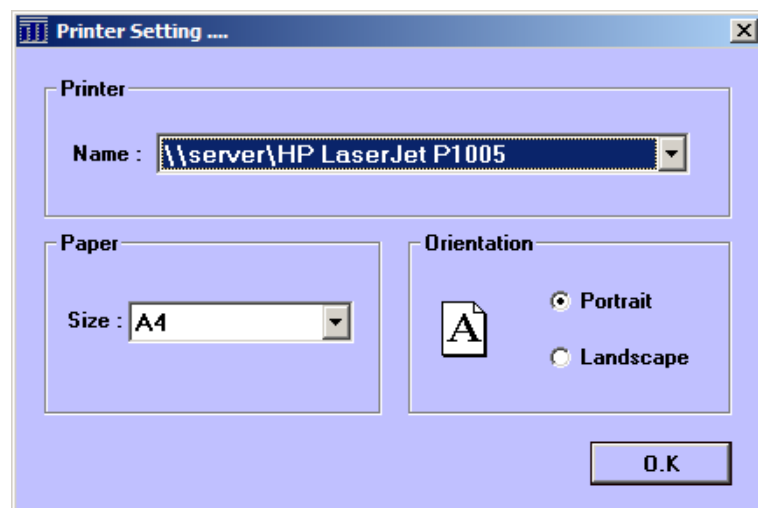 Printer Setting ....
Printer
Name : \\server\HP LaserJet P1005
Paper
Size : A4
Orientation
A
Portrait
Landscape
O.K